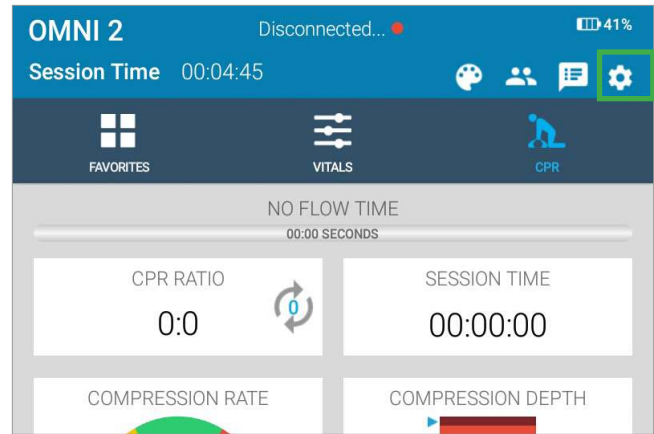 OMNI 2 Disconnected... 41%
Session Time 00:04:45
FAVORITES VITALS CPR
NO FLOW TIME
00:00 SECONDS
CPR RATIO SESSION TIME
0:0 0 00:00:00
COMPRESSION RATE COMPRESSION DEPTH